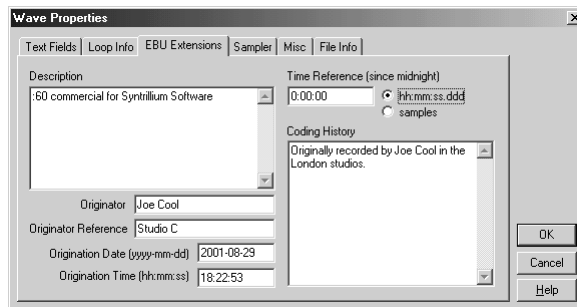 Wave Properties
Text Fields Loop Info EBU Extensions Sampler Misc File Info
Description
:60 commercial for Syntrillium Software
Time Reference (since midnight)
0:00:00
hh:mm:ss.ddd
samples
Coding History
Originally recorded by Joe Cool in the
London studios.
Originator Joe Cool
Originator Reference Studio C
Origination Date (yyyy-mm-dd) 2001-08-29
Origination Time (hh:mm:ss) 18:22:53
OK
Cancel
Help